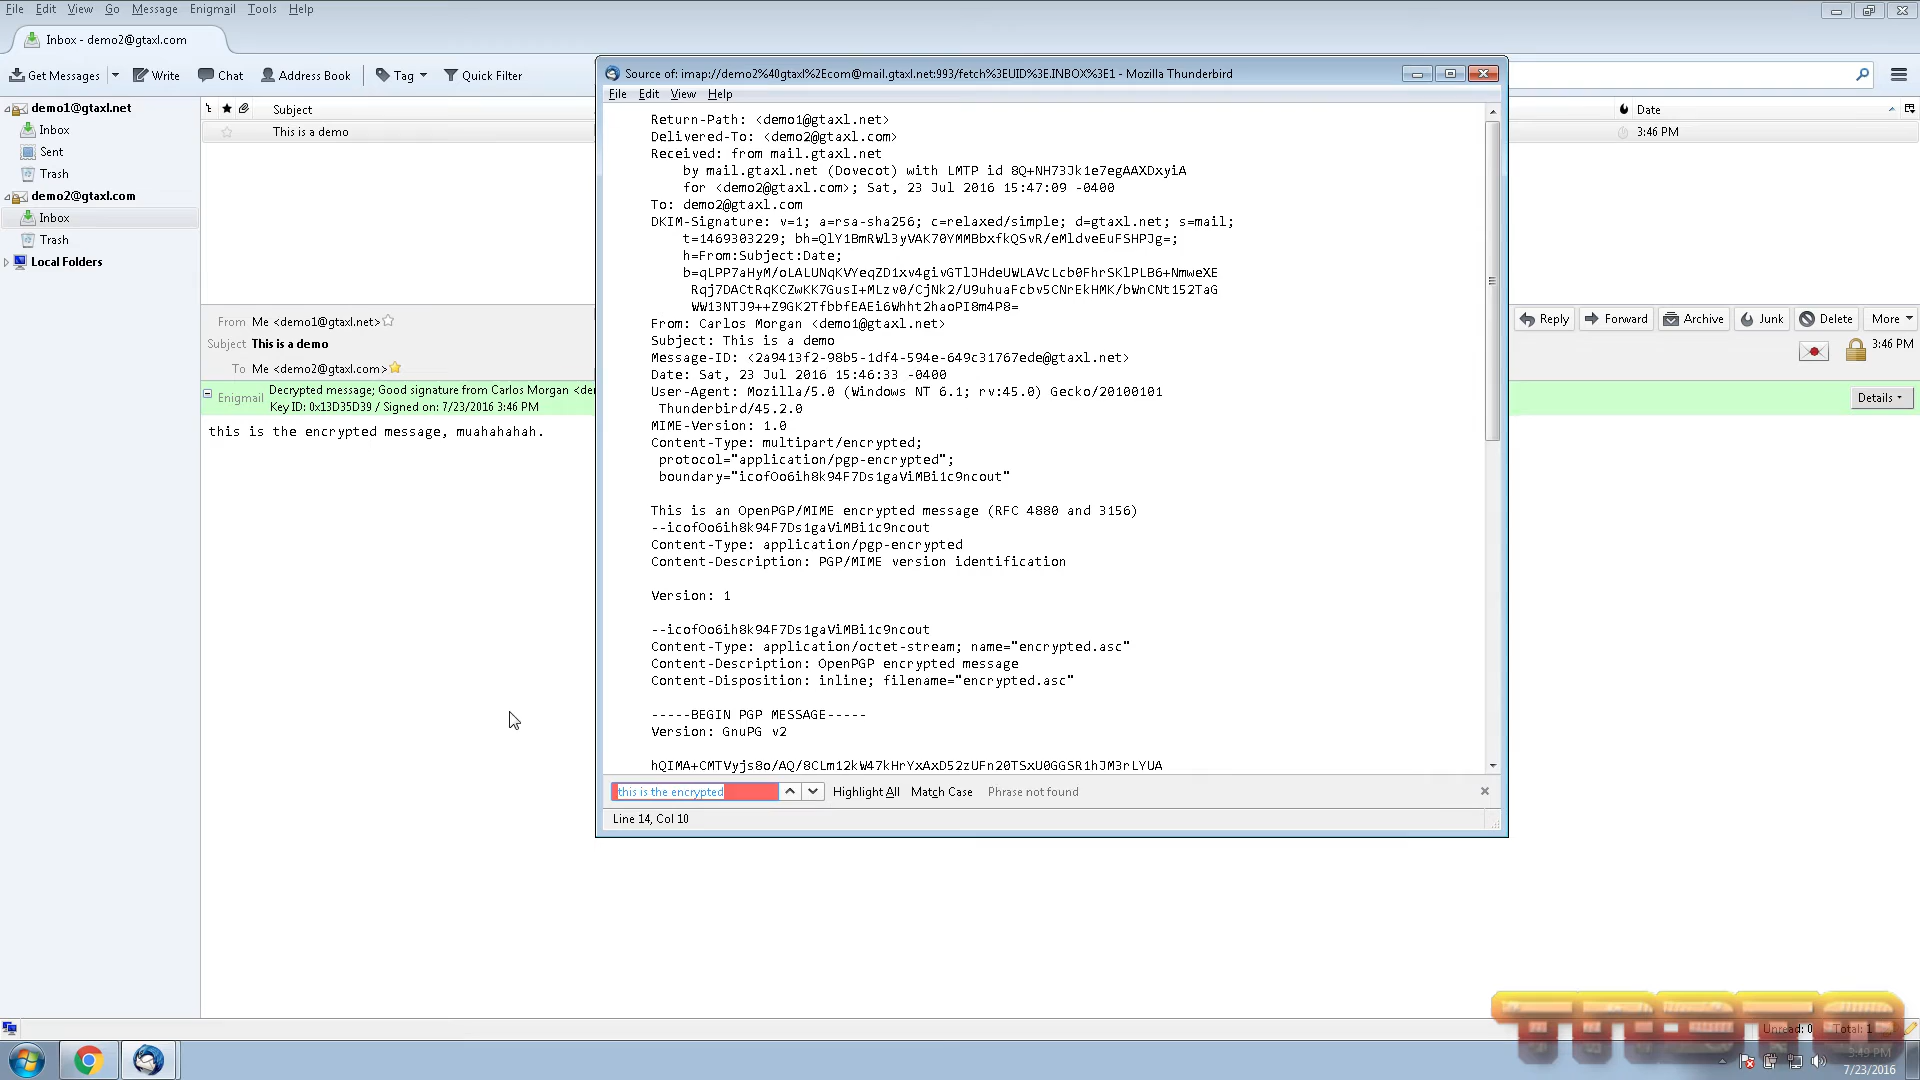 File Edit View Go Message Enigmail Tools Help
Inbox - demo2@gtaxl.com
Get Messages Write Chat Address Book Tag Quick Filter
demo1@gtaxl.net
Inbox
Sent
Trash
demo2@gtaxl.com
Inbox
Trash
Local Folders
Subject
This is a demo
Date
3:46 PM
From Me <demo1@gtaxl.net>
Subject This is a demo
To Me <demo2@gtaxl.com>
Reply Forward Archive Junk Delete More
3:46 PM
Enigmail
Decrypted message; Good signature from Carlos Morgan <de
Key ID: 0x13D35D39 / Signed on: 7/23/2016 3:46 PM
Details
this is the encrypted message, muahahahah.
Source of: imap://demo2%40gtaxl%2Ecom@mail.gtaxl.net:993/fetch%3EUID%3E.INBOX%3E1 - Mozilla Thunderbird
File Edit View Help
Return-Path: <demo1@gtaxl.net>
Delivered-To: <demo2@gtaxl.com>
Received: from mail.gtaxl.net
by mail.gtaxl.net (Dovecot) with LMTP id 8Q+NH73Jk1e7egAAXDxyiA
for <demo2@gtaxl.com>; Sat, 23 Jul 2016 15:47:09 -0400
To: demo2@gtaxl.com
DKIM-Signature: v=1; a=rsa-sha256; c=relaxed/simple; d=gtaxl.net; s=mail;
t=1469303229; bh=QlY1BmRWl3yVAK70YMMBbxfkQSvR/eMldveEuFSHPJg=;
h=From:Subject:Date;
b=qLPP7aHyM/oLALUNqKVYeqZD1xv4givGTlJHdeUWLAVcLcb0FhrSKlPLB6+NmweXE
Rqj7DACtRqKCZwKK7GusI+MLzv0/CjNk2/U9uhuaFcbv5CNrEkHMK/bWnCNt152TaG
WW13NTJ9++Z9GK2TfbbfEAEi6Whht2haoPI8m4P8=
From: Carlos Morgan <demo1@gtaxl.net>
Subject: This is a demo
Message-ID: <2a9413f2-98b5-1df4-594e-649c31767ede@gtaxl.net>
Date: Sat, 23 Jul 2016 15:46:33 -0400
User-Agent: Mozilla/5.0 (Windows NT 6.1; rv:45.0) Gecko/20100101
Thunderbird/45.2.0
MIME-Version: 1.0
Content-Type: multipart/encrypted;
protocol="application/pgp-encrypted";
boundary="icofOo6ih8k94F7Ds1gaViMBi1c9ncout"
This is an OpenPGP/MIME encrypted message (RFC 4880 and 3156)
--icofOo6ih8k94F7Ds1gaViMBi1c9ncout
Content-Type: application/pgp-encrypted
Content-Description: PGP/MIME version identification
Version: 1
--icofOo6ih8k94F7Ds1gaViMBi1c9ncout
Content-Type: application/octet-stream; name="encrypted.asc"
Content-Description: OpenPGP encrypted message
Content-Disposition: inline; filename="encrypted.asc"
-----BEGIN PGP MESSAGE-----
Version: GnuPG v2
hQIMA+CMTVyjs8o/AQ/8CLm12kW47kHrYxAxD52zUFn20TSxU0GGSR1hJM3rLYUA
this is the encrypted Highlight All Match Case Phrase not found
Line 14, Col 10
Unread: 0 Total: 1
3:49 PM
7/23/2016